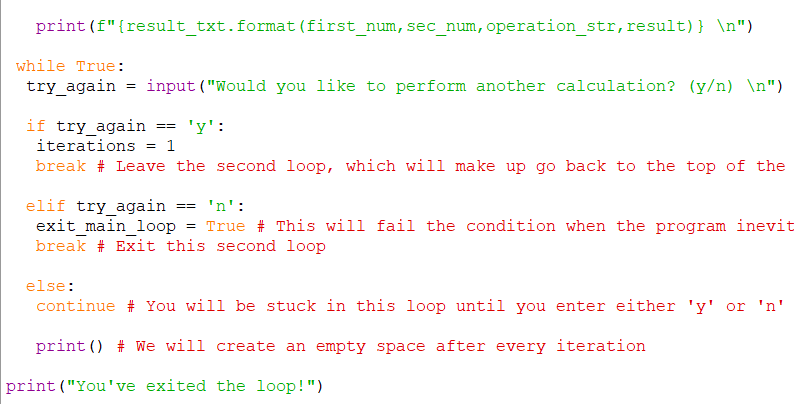 print(f"{result_txt.format(first_num,sec_num,operation_str,result)} \n")
while True:
try_again = input("Would you like to perform another calculation? (y/n) \n")
if try_again == 'y':
iterations = 1
break # Leave the second loop, which will make up go back to the top of the
elif try_again == 'n':
exit_main_loop = True # This will fail the condition when the program inevit
break # Exit this second loop
else:
continue # You will be stuck in this loop until you enter either 'y' or 'n'
print() # We will create an empty space after every iteration
print("You've exited the loop!")